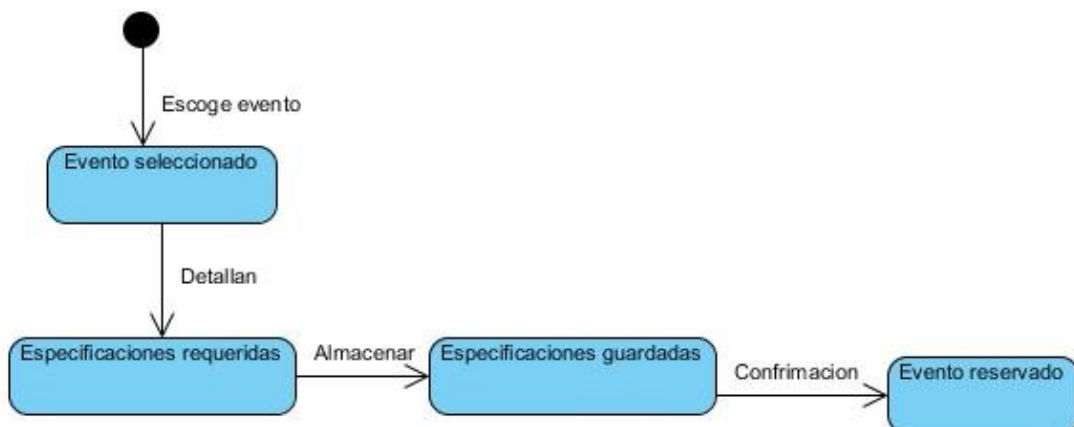 Escoge evento
Evento seleccionado
Detallan
Especificaciones requeridas
Almacenar
Especificaciones guardadas
Confrimacion
Evento reservado